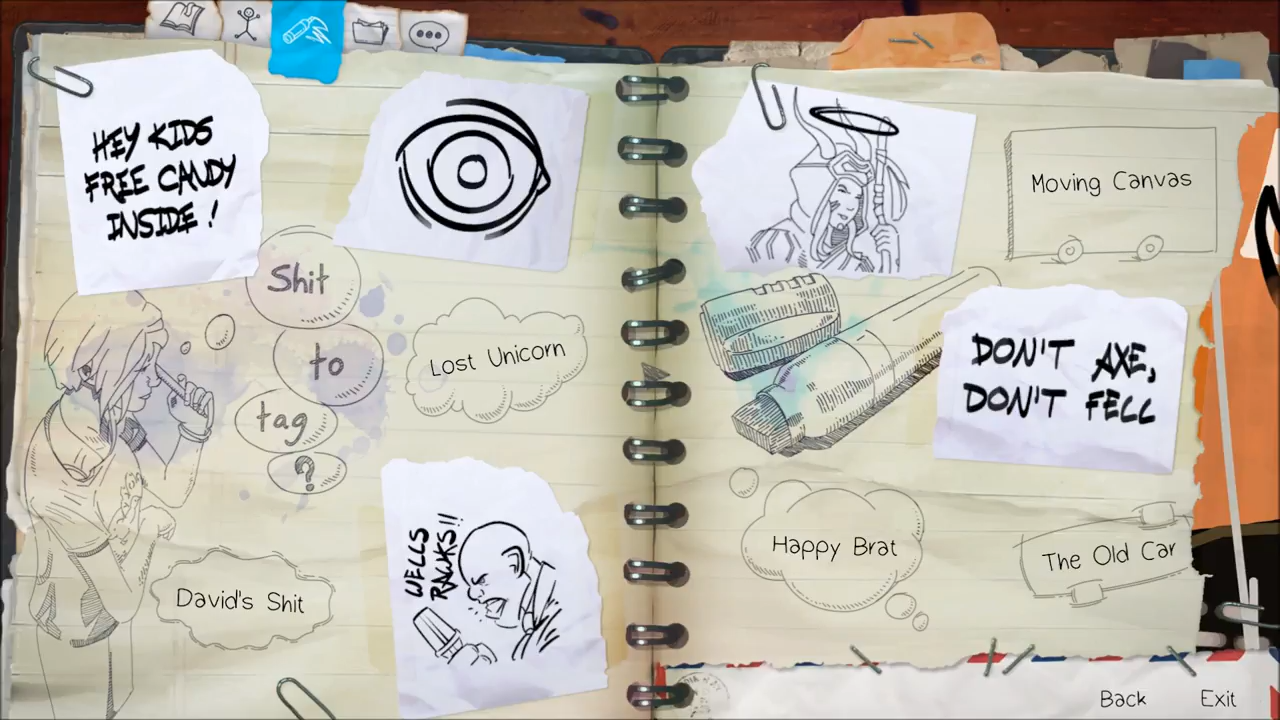 HEY KIDS
FREE CANDY
INSIDE !
Shit
to
tag
?
Lost Unicorn
David's Shit
WELLS
RACKS!!
Moving Canvas
DON'T AXE,
DON'T FELL
Happy Brat
The Old Car
Back
Exit